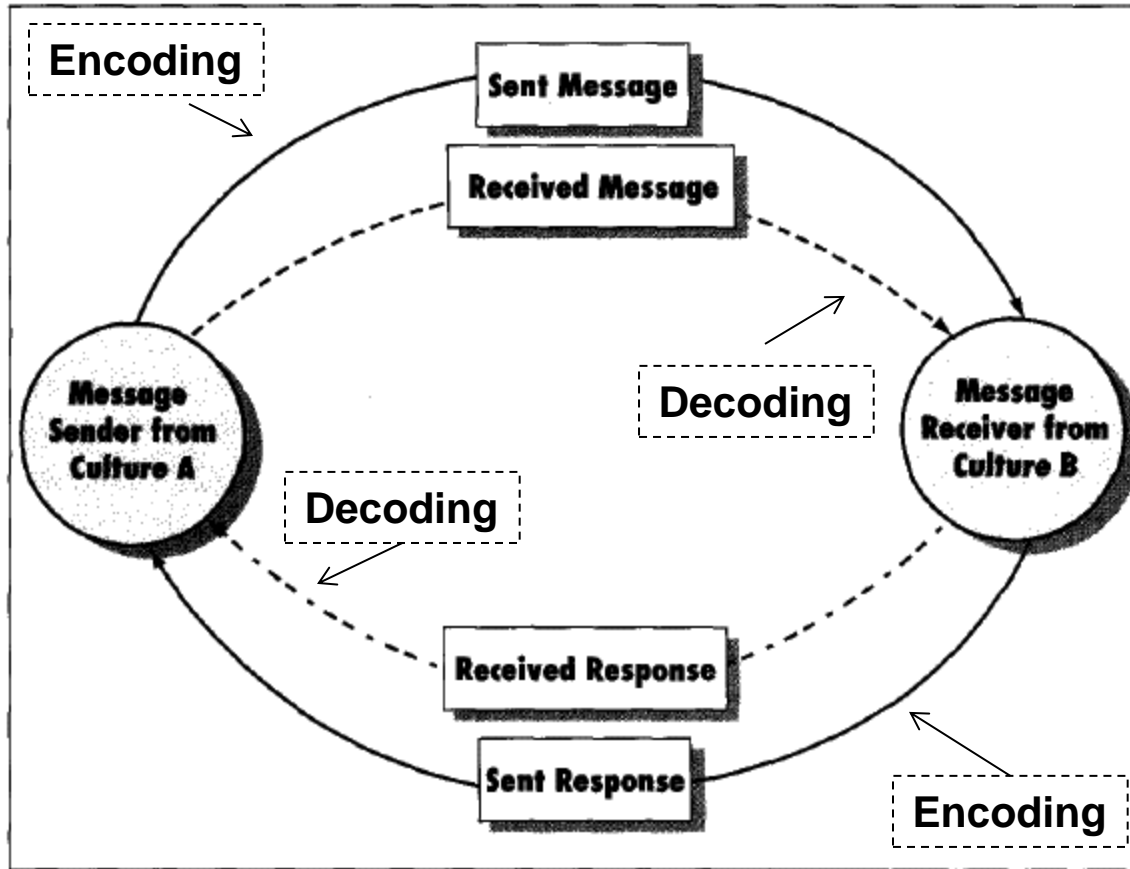 Encoding
Sent Message
Received Message
Decoding
Message
Sender from
Culture A
Message
Receiver from
Culture B
Decoding
Received Response
Sent Response
Encoding